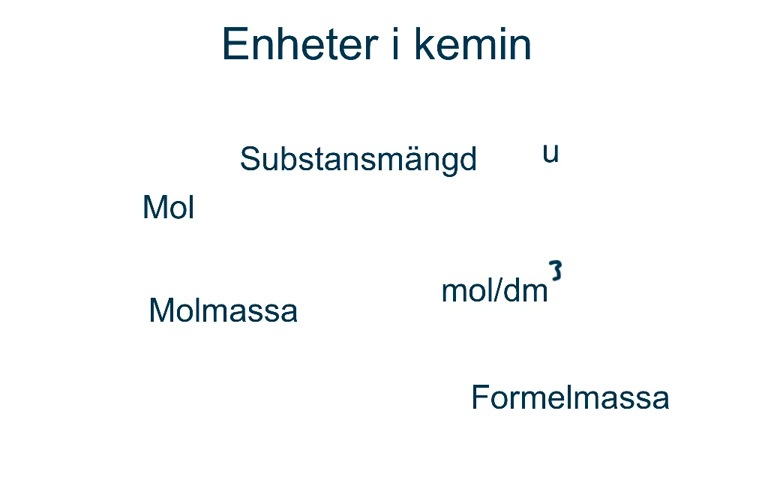 Enheter i kemin
Substansmängd
u
Mol
mol/dm³
Molmassa
Formelmassa